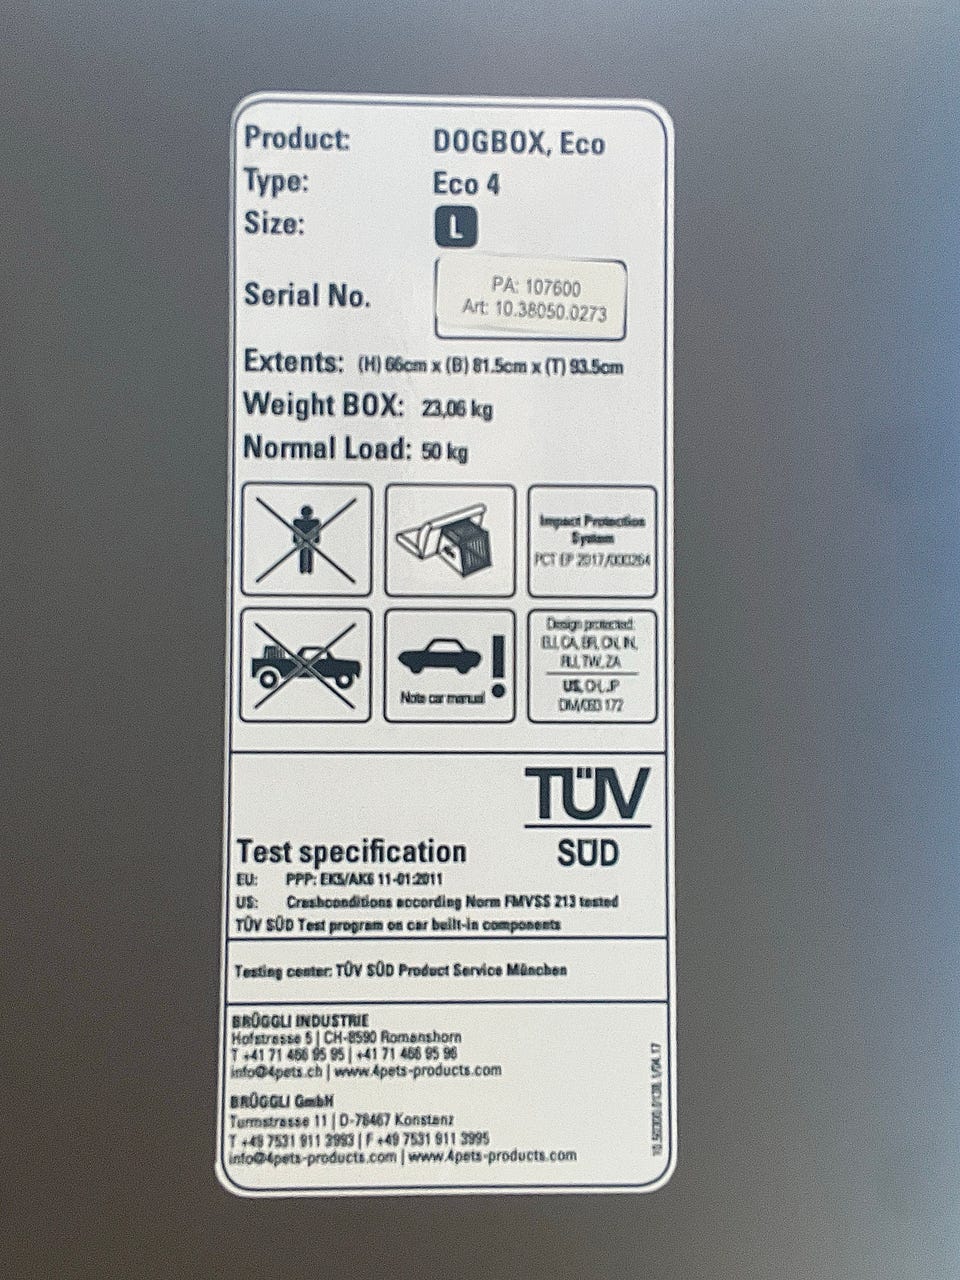 Product: DOGBOX, Eco
Type: Eco 4
Size: L
Serial No. PA: 107600
Art: 10.38050.0273
Extents: (H) 66cm x (B) 81.5cm x (T) 93.5cm
Weight BOX: 23,06 kg
Normal Load: 50 kg
Impact Protection
System
PCT EP 2017/000264
Note car manual !
Design protected:
EU, CA, BR, CN, IN,
RU, TW, ZA
US,
DM/093 172
TÜV
SÜD
Test specification
EU: PPP: EK5/AK6 11-01:2011
US: Crashconditions according Norm FMVSS 213 tested
TÜV SÜD Test program on car built-in components
Testing center: TÜV SÜD Product Service München
BRÜGGLI INDUSTRIE
Hofstrasse 5 | CH-8590 Romanshorn
T +41 71 466 95 95 | +41 71 466 95 96
info@4pets.ch | www.4pets-products.com
BRÜGGLI GmbH
Turmstrasse 11 | D-78467 Konstanz
T +49 7531 911 3993 | F +49 7531 911 3995
info@4pets-products.com | www.4pets-products.com